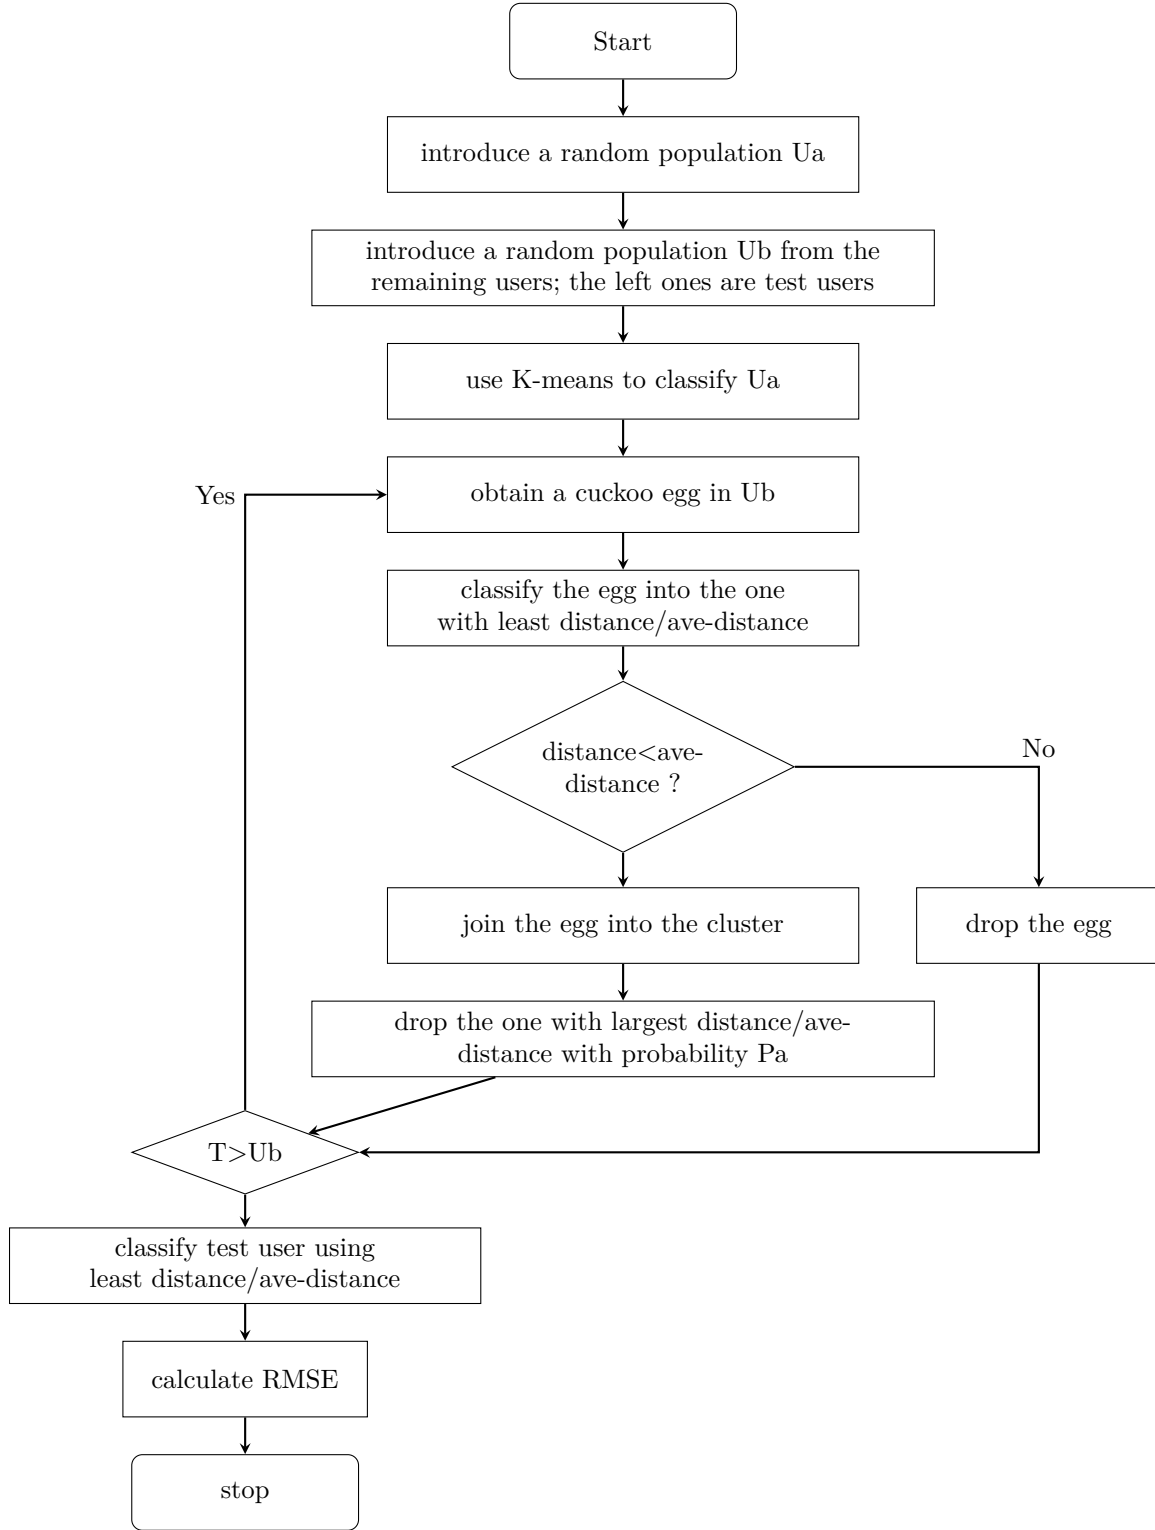 Start
introduce a random population Ua
introduce a random population Ub from the
remaining users; the left ones are test users
use K-means to classify Ua
Yes
obtain a cuckoo egg in Ub
classify the egg into the one
with least distance/ave-distance
distance<ave-
distance ?
No
join the egg into the cluster
drop the egg
drop the one with largest distance/ave-
distance with probability Pa
T>Ub
classify test user using
least distance/ave-distance
calculate RMSE
stop